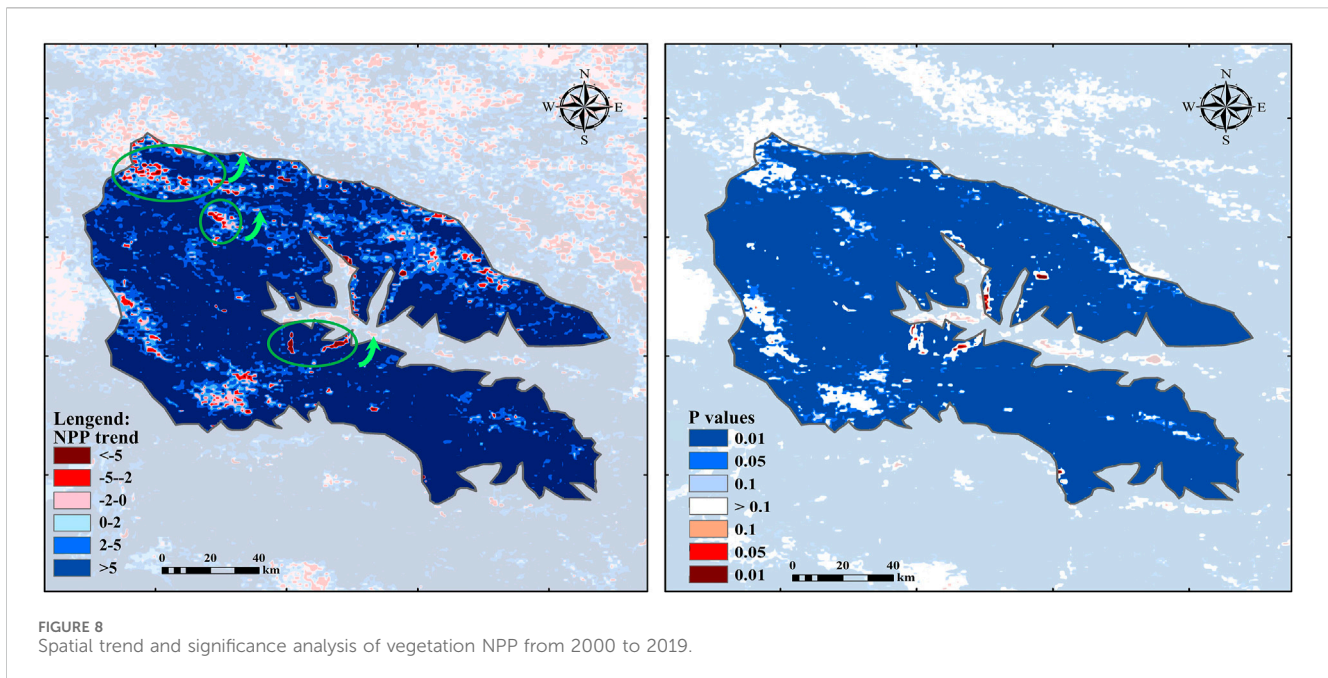 N
W E
S
Lengend:
NPP trend
<-5
-5--2
-2-0
0-2
2-5
>5
0 20 40
km
N
W E
S
P values
0.01
0.05
0.1
> 0.1
0.1
0.05
0.01
0 20 40
km
FIGURE 8
Spatial trend and significance analysis of vegetation NPP from 2000 to 2019.